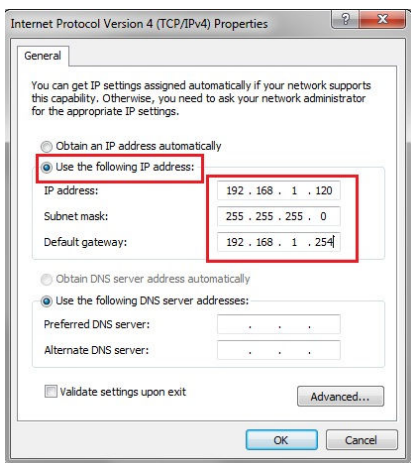 Internet Protocol Version 4 (TCP/IPv4) Properties
General
You can get IP settings assigned automatically if your network supports
this capability. Otherwise, you need to ask your network administrator
for the appropriate IP settings.
Obtain an IP address automatically
Use the following IP address:
IP address: 192 . 168 . 1 . 120
Subnet mask: 255 . 255 . 255 . 0
Default gateway: 192 . 168 . 1 . 254
Obtain DNS server address automatically
Use the following DNS server addresses:
Preferred DNS server: . . .
Alternate DNS server: . . .
Validate settings upon exit
Advanced...
OK Cancel